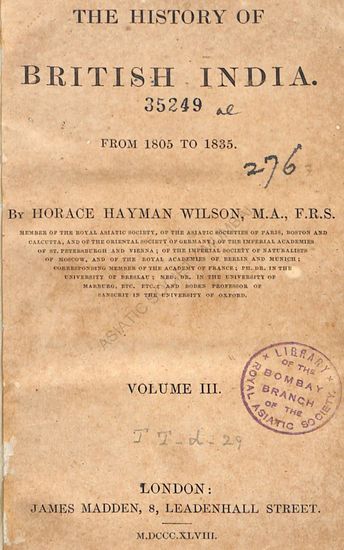 THE HISTORY OF
BRITISH INDIA.
35249
FROM 1805 TO 1835.
276
BY HORACE HAYMAN WILSON, M.A., F.R.S.
MEMBER OF THE ROYAL ASIATIC SOCIETY, OF THE ASIATIC SOCIETIES OF PARIS, BOSTON AND
CALCUTTA, AND OF THE ORIENTAL SOCIETY OF GERMANY; OF THE IMPERIAL ACADEMIES
OF ST. PETERSBURGH AND VIENNA; OF THE IMPERIAL SOCIETY OF NATURALISTS
OF MOSCOW, AND OF THE ROYAL ACADEMIES OF BERLIN AND MUNICH;
CORRESPONDING MEMBER OF THE ACADEMY OF FRANCE; PH. DR. IN THE
UNIVERSITY OF BRESLAU; MED. DR. IN THE UNIVERSITY OF
MARBURG, ETC. ETC.; AND BODEN PROFESSOR OF
SANSCRIT IN THE UNIVERSITY OF OXFORD.
ASIATIC
VOLUME III.
LIBRARY
OF THE
BOMBAY
BRANCH
OF THE
ROYAL ASIATIC SOCIETY.
LONDON:
JAMES MADDEN, 8, LEADENHALL STREET.
M.DCCC.XLVIII.